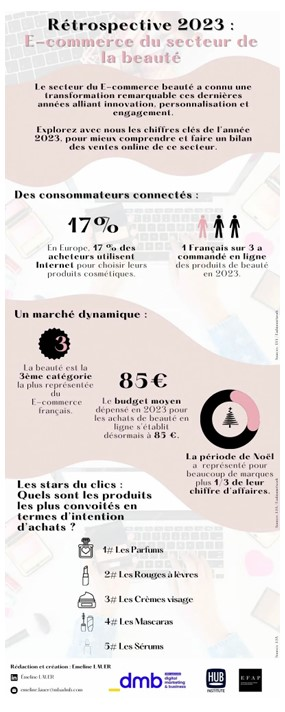 Rétrospective 2023 :
E-commerce du secteur de
la beauté
Le secteur du E-commerce beauté a connu une
transformation remarquable ces dernières
années alliant innovation, personnalisation et
engagement.
Explorez avec nous les chiffres clés de l'année
2023, pour mieux comprendre et faire un bilan
des ventes online de ce secteur.
Des consommateurs connectés :
17%
En Europe, 17 % des
acheteurs utilisent
Internet pour choisir leurs
produits cosmétiques.
1 Français sur 3 a
commandé en ligne
des produits de beauté
en 2023.
Un marché dynamique :
3
La beauté est la
3ème catégorie
la plus représentée
du
E-commerce
français.
85€
Le budget moyen
dépensé en 2023 pour
les achats de beauté en
ligne s'établit
désormais à 85 €.
La période de Noël
a représenté pour
beaucoup de marques
plus 1/3 de leur
chiffre d'affaires.
Les stars du clics :
Quels sont les produits
les plus convoités en
termes d'intention
d'achats ?
1# Les Parfums
2# Les Rouges à lèvres
3# Les Crèmes visage
4# Les Mascaras
5# Les Sérums
Rédaction et création : Emeline
Emeline
dmb
digital
marketing
& business
HUB
INSTITUTE
EPAP